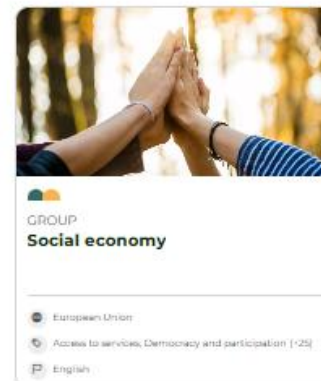 GROUP
Social economy
European Union
Access to services, Democracy and participation (+25)
English